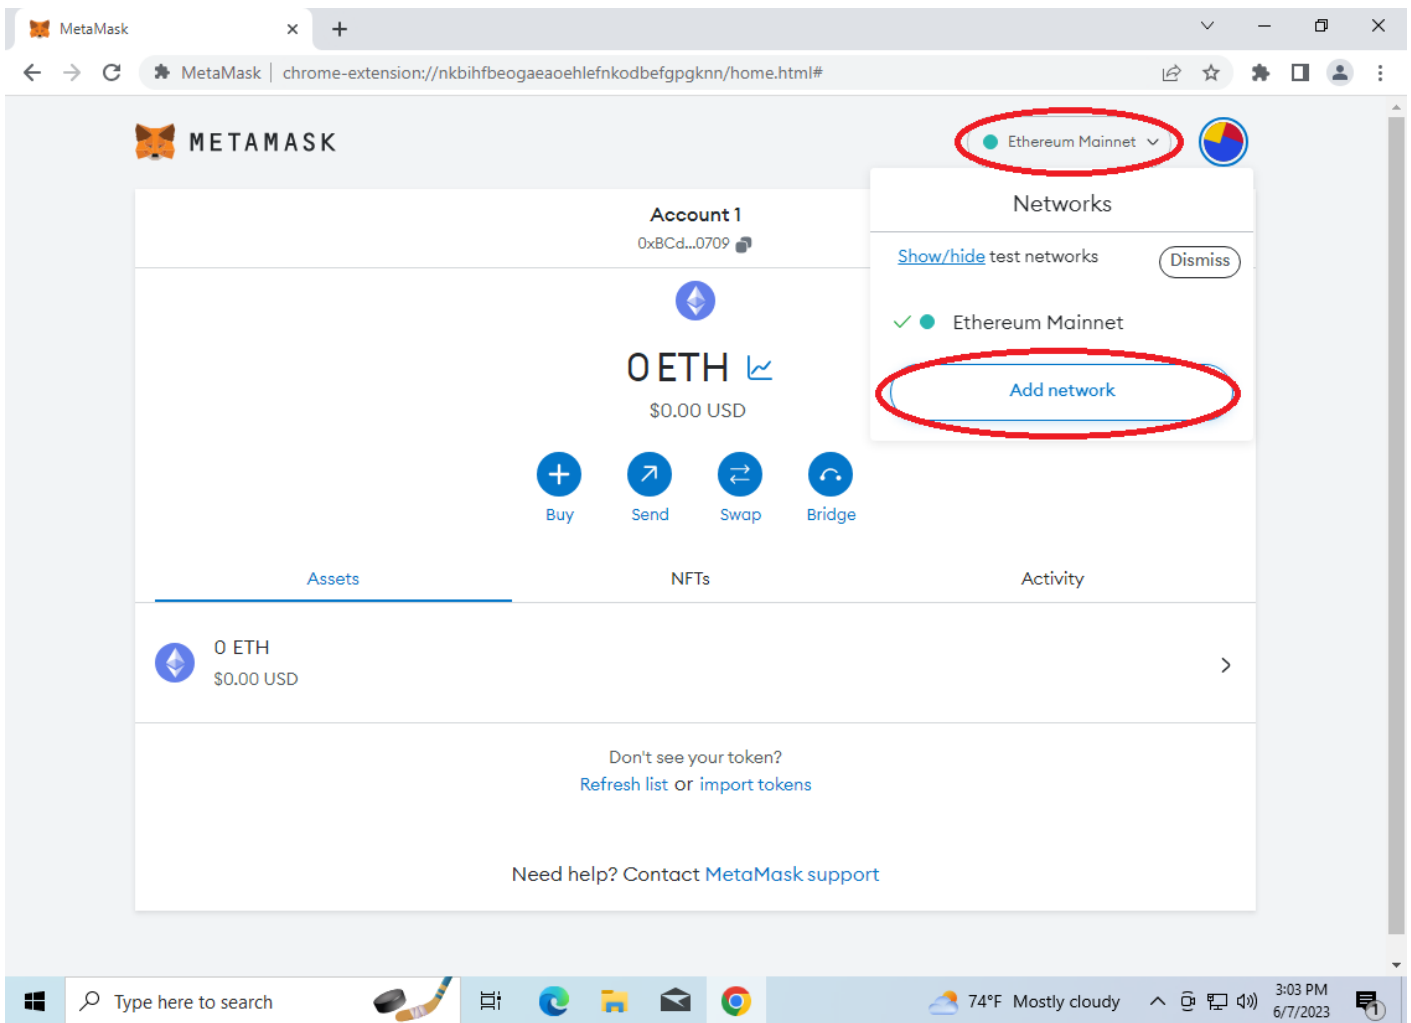 MetaMask
MetaMask | chrome-extension://nkbihfbeogaeaoehlefnkodbefgpgknn/home.html#
METAMASK
Ethereum Mainnet
Networks
Show/hide test networks
Dismiss
Ethereum Mainnet
Add network
Account 1
0xBCd...0709
0 ETH
$0.00 USD
Buy
Send
Swap
Bridge
Assets
NFTs
Activity
0 ETH
$0.00 USD
Don't see your token?
Refresh list or import tokens
Need help? Contact MetaMask support
Type here to search
74°F Mostly cloudy
3:03 PM
6/7/2023
1